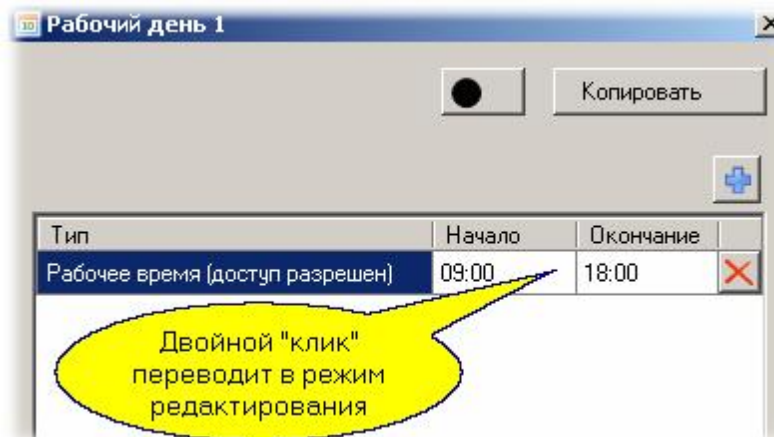 Рабочий день 1
Копировать
Тип Начало Окончание
Рабочее время (доступ разрешен) 09:00 18:00
Двойной "клик"
переводит в режим
редактирования